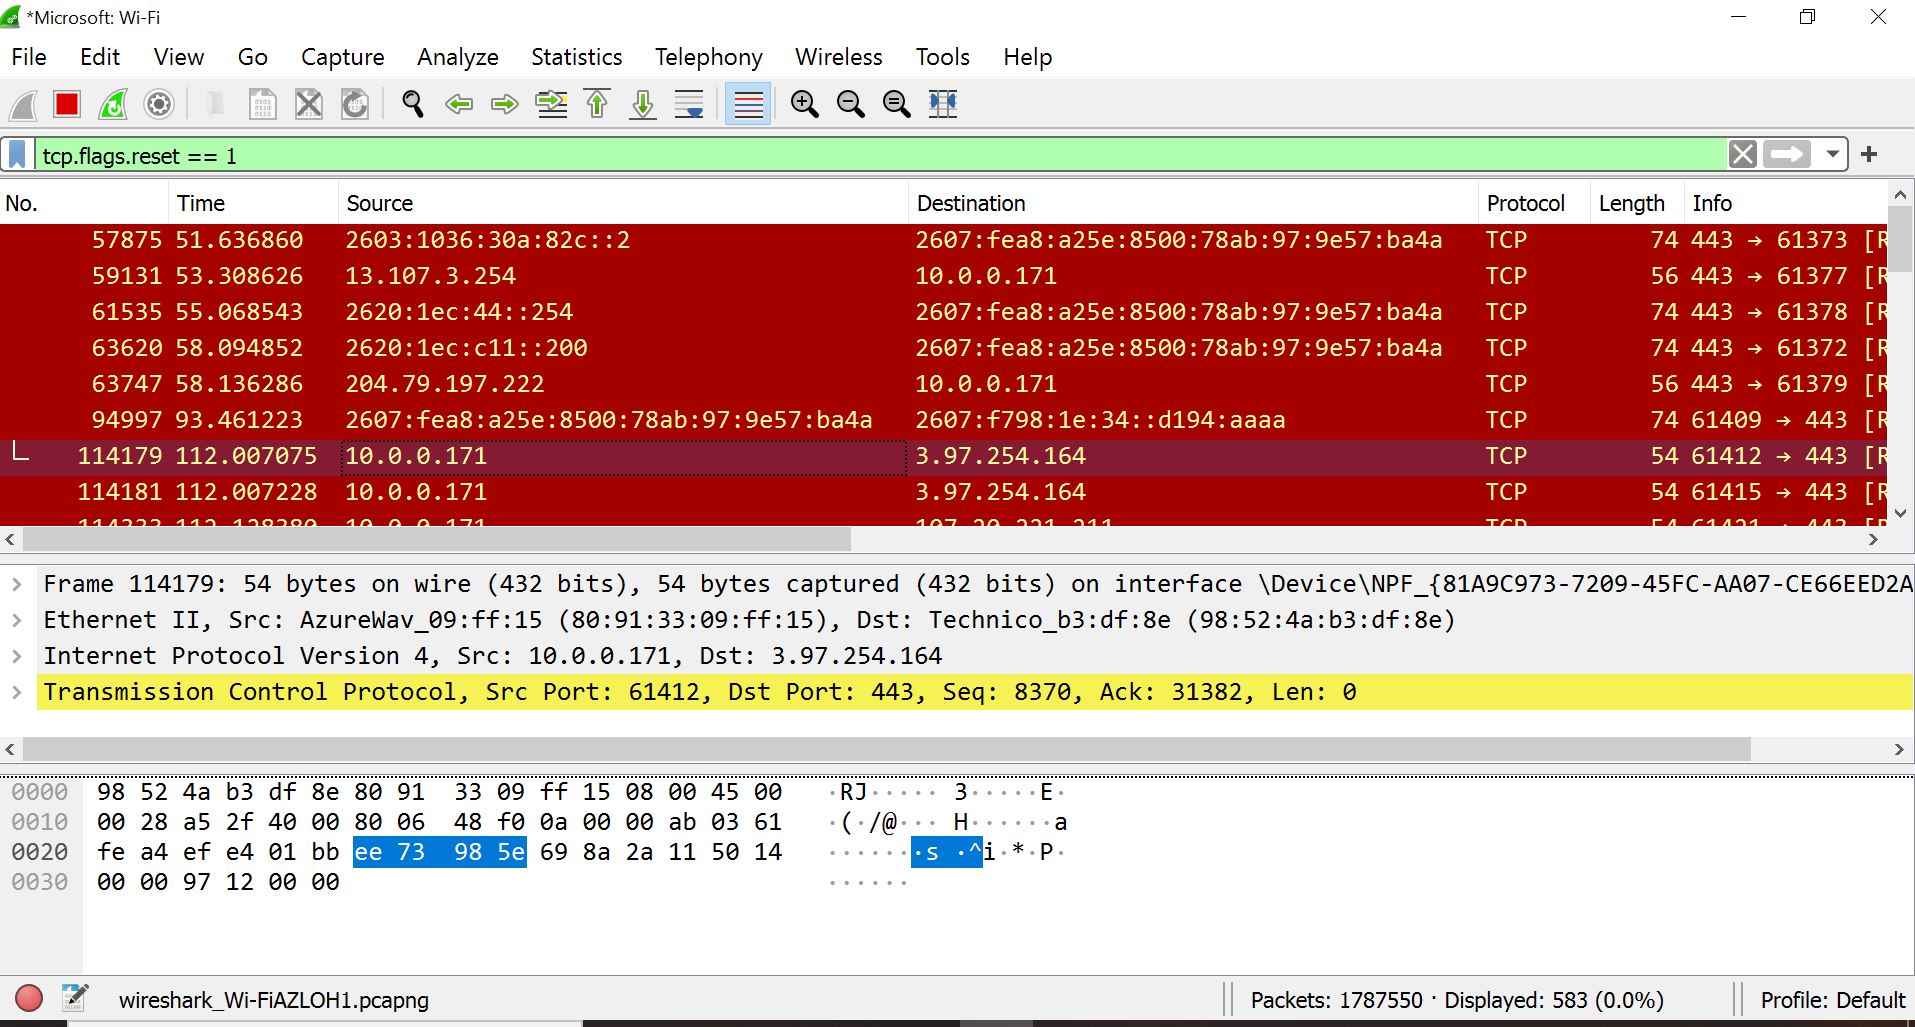 *Microsoft: Wi-Fi
File Edit View Go Capture Analyze Statistics Telephony Wireless Tools Help
tcp.flags.reset == 1
No. Time Source Destination Protocol Length Info
57875 51.636860 2603:1036:30a:82c::2 2607:fea8:a25e:8500:78ab:97:9e57:ba4a TCP 74 443 → 61373 [R
59131 53.308626 13.107.3.254 10.0.0.171 TCP 56 443 → 61377 [R
61535 55.068543 2620:1ec:44::254 2607:fea8:a25e:8500:78ab:97:9e57:ba4a TCP 74 443 → 61378 [R
63620 58.094852 2620:1ec:c11::200 2607:fea8:a25e:8500:78ab:97:9e57:ba4a TCP 74 443 → 61372 [R
63747 58.136286 204.79.197.222 10.0.0.171 TCP 56 443 → 61379 [R
94997 93.461223 2607:fea8:a25e:8500:78ab:97:9e57:ba4a 2607:f798:1e:34::d194:aaaa TCP 74 61409 → 443 [R
114179 112.007075 10.0.0.171 3.97.254.164 TCP 54 61412 → 443 [R
114181 112.007228 10.0.0.171 3.97.254.164 TCP 54 61415 → 443 [R
10.0.0.171 TCP 54 443
Frame 114179: 54 bytes on wire (432 bits), 54 bytes captured (432 bits) on interface \Device\NPF_{81A9C973-7209-45FC-AA07-CE66EED2A
Ethernet II, Src: AzureWav_09:ff:15 (80:91:33:09:ff:15), Dst: Technico_b3:df:8e (98:52:4a:b3:df:8e)
Internet Protocol Version 4, Src: 10.0.0.171, Dst: 3.97.254.164
Transmission Control Protocol, Src Port: 61412, Dst Port: 443, Seq: 8370, Ack: 31382, Len: 0
0000 98 52 4a b3 df 8e 80 91 33 09 ff 15 08 00 45 00 ·RJ····· 3·····E·
0010 00 28 a5 2f 40 00 80 06 48 f0 0a 00 00 ab 03 61 ·(·/@··· H······a
0020 fe a4 ef e4 01 bb ee 73 98 5e 69 8a 2a 11 50 14 ·······s ·^i·*·P·
0030 00 00 97 12 00 00 ······
wireshark_Wi-FiAZLOH1.pcapng Packets: 1787550 · Displayed: 583 (0.0%) Profile: Default